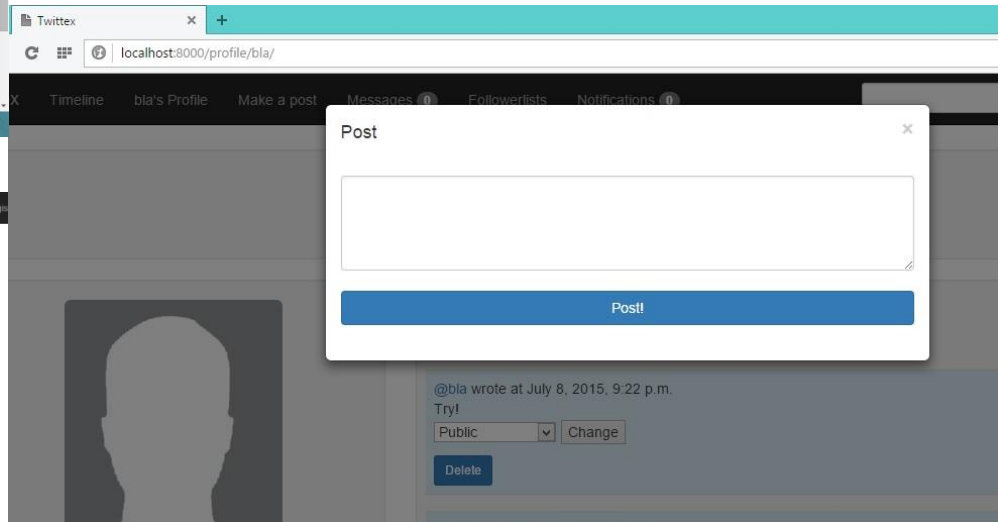 Twittex
localhost:8000/profile/bla/
X Timeline bla's Profile Make a post Messages 0 Followerlists Notifications 0
Post
Post!
@bla wrote at July 8, 2015, 9:22 p.m.
Try!
Public Change
Delete